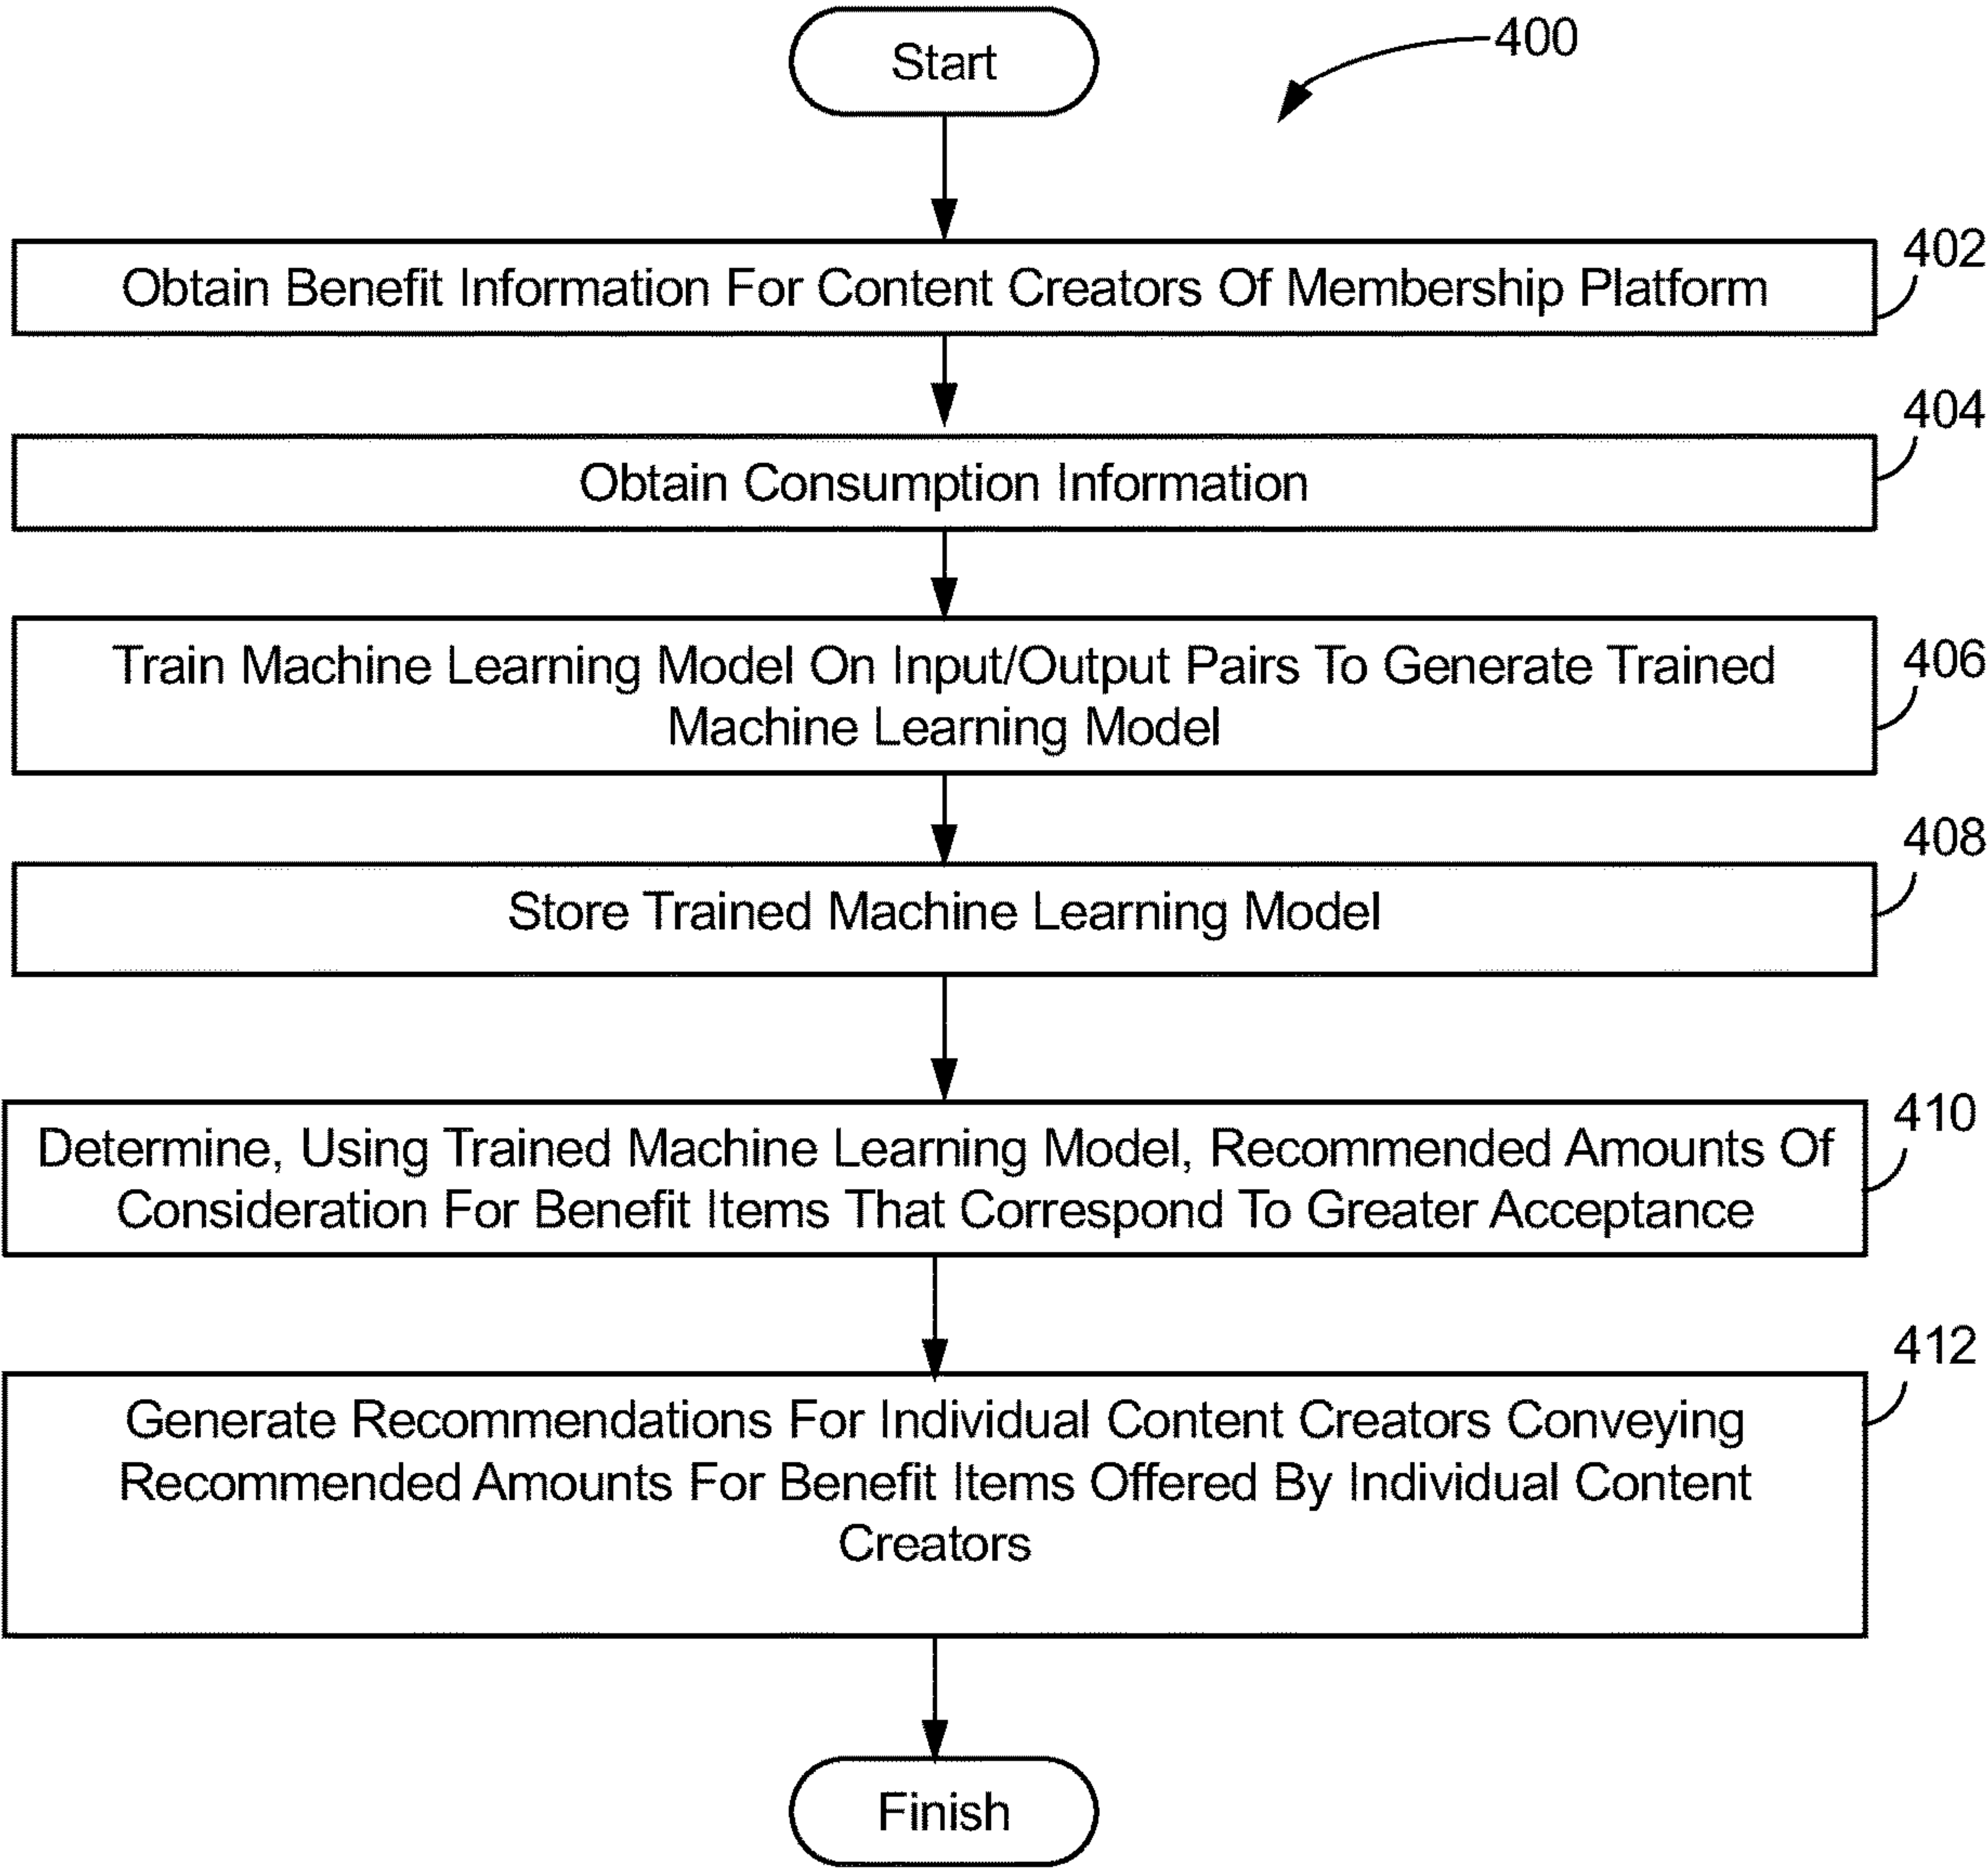 Start
400
402
Obtain Benefit Information For Content Creators Of Membership Platform
404
Obtain Consumption Information
406
Train Machine Learning Model On Input/Output Pairs To Generate Trained
Machine Learning Model
408
Store Trained Machine Learning Model
410
Determine, Using Trained Machine Learning Model, Recommended Amounts Of
Consideration For Benefit Items That Correspond To Greater Acceptance
412
Generate Recommendations For Individual Content Creators Conveying
Recommended Amounts For Benefit Items Offered By Individual Content
Creators
Finish